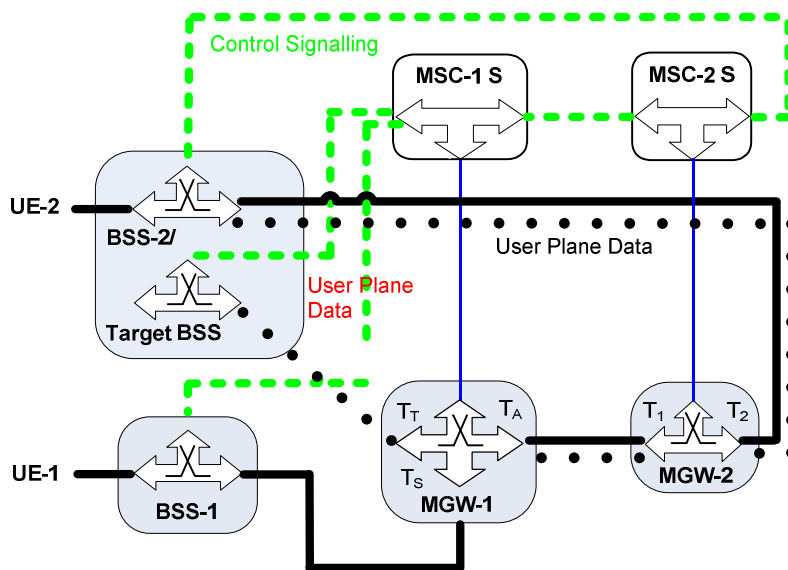 Control Signalling
MSC-1 S
MSC-2 S
UE-2
BSS-2/
User Plane Data
User Plane
Data
Target BSS
T_T
T_A
T_1
T_2
T_S
UE-1
BSS-1
MGW-1
MGW-2